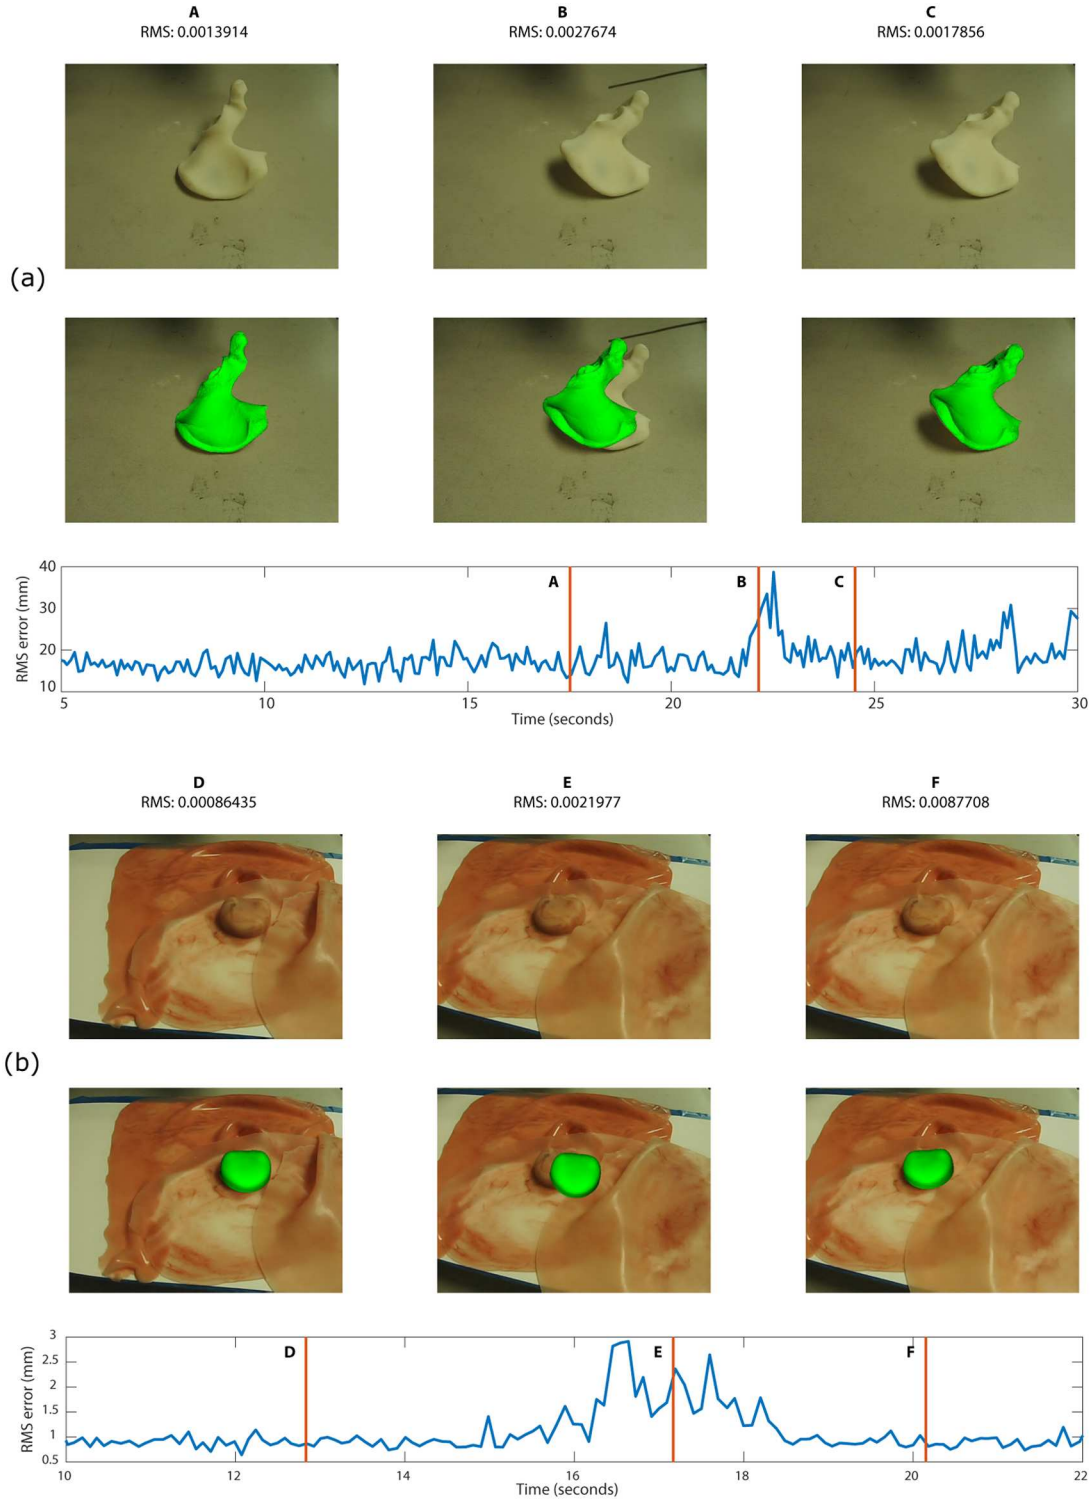 A
RMS: 0.0013914
B
RMS: 0.0027674
C
RMS: 0.0017856
(a)
40
30
20
10
RMS error (mm)
A
B
C
5
10
15
20
25
30
Time (seconds)
D
RMS: 0.00086435
E
RMS: 0.0021977
F
RMS: 0.0087708
(b)
3
2.5
2
1.5
1
0.5
RMS error (mm)
D
E
F
10
12
14
16
18
20
22
Time (seconds)